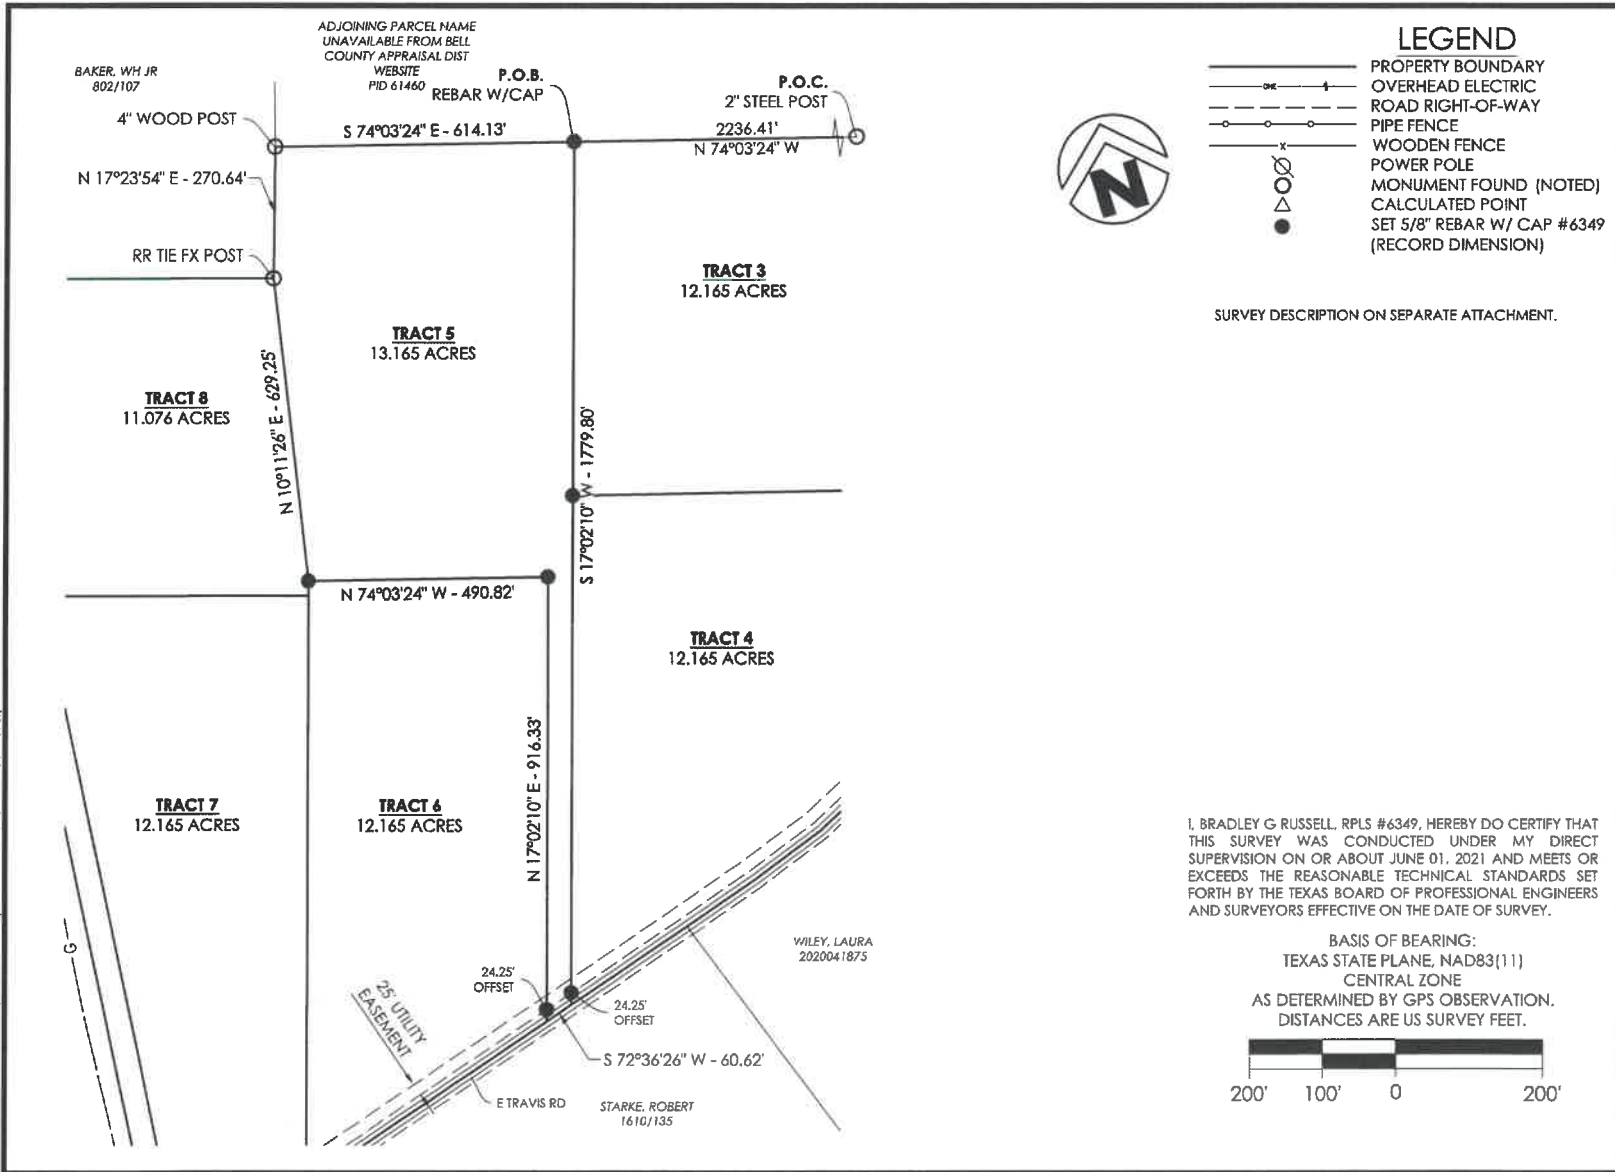 ADJOINING PARCEL NAME
UNAVAILABLE FROM BELL
COUNTY APPRAISAL DIST
WEBSITE
PID 61460
BAKER, WH JR
802/107
P.O.B.
REBAR W/CAP
P.O.C.
2" STEEL POST
4" WOOD POST
S 74°03'24" E - 614.13'
2236.41'
N 74°03'24" W
N 17°23'54" E - 270.64'
RR TIE FX POST
TRACT 3
12.165 ACRES
TRACT 5
13.165 ACRES
TRACT 8
11.076 ACRES
N 10°11'26" E - 629.25'
S 17°02'10" W - 1779.80'
N 74°03'24" W - 490.82'
TRACT 4
12.165 ACRES
N 17°02'10" E - 916.33'
TRACT 7
12.165 ACRES
TRACT 6
12.165 ACRES
G
WILEY, LAURA
2020041875
24.25'
OFFSET
24.25'
OFFSET
25' UTILITY
EASEMENT
S 72°36'26" W - 60.62'
E TRAVIS RD
STARKE, ROBERT
1610/135
LEGEND
PROPERTY BOUNDARY
OHE
OVERHEAD ELECTRIC
ROAD RIGHT-OF-WAY
PIPE FENCE
x
WOODEN FENCE
POWER POLE
MONUMENT FOUND (NOTED)
CALCULATED POINT
SET 5/8" REBAR W/ CAP #6349
(RECORD DIMENSION)
N
SURVEY DESCRIPTION ON SEPARATE ATTACHMENT.
I, BRADLEY G RUSSELL, RPLS #6349, HEREBY DO CERTIFY THAT
THIS SURVEY WAS CONDUCTED UNDER MY DIRECT
SUPERVISION ON OR ABOUT JUNE 01, 2021 AND MEETS OR
EXCEEDS THE REASONABLE TECHNICAL STANDARDS SET
FORTH BY THE TEXAS BOARD OF PROFESSIONAL ENGINEERS
AND SURVEYORS EFFECTIVE ON THE DATE OF SURVEY.
BASIS OF BEARING:
TEXAS STATE PLANE, NAD83(11)
CENTRAL ZONE
AS DETERMINED BY GPS OBSERVATION.
DISTANCES ARE US SURVEY FEET.
200' 100' 0 200'